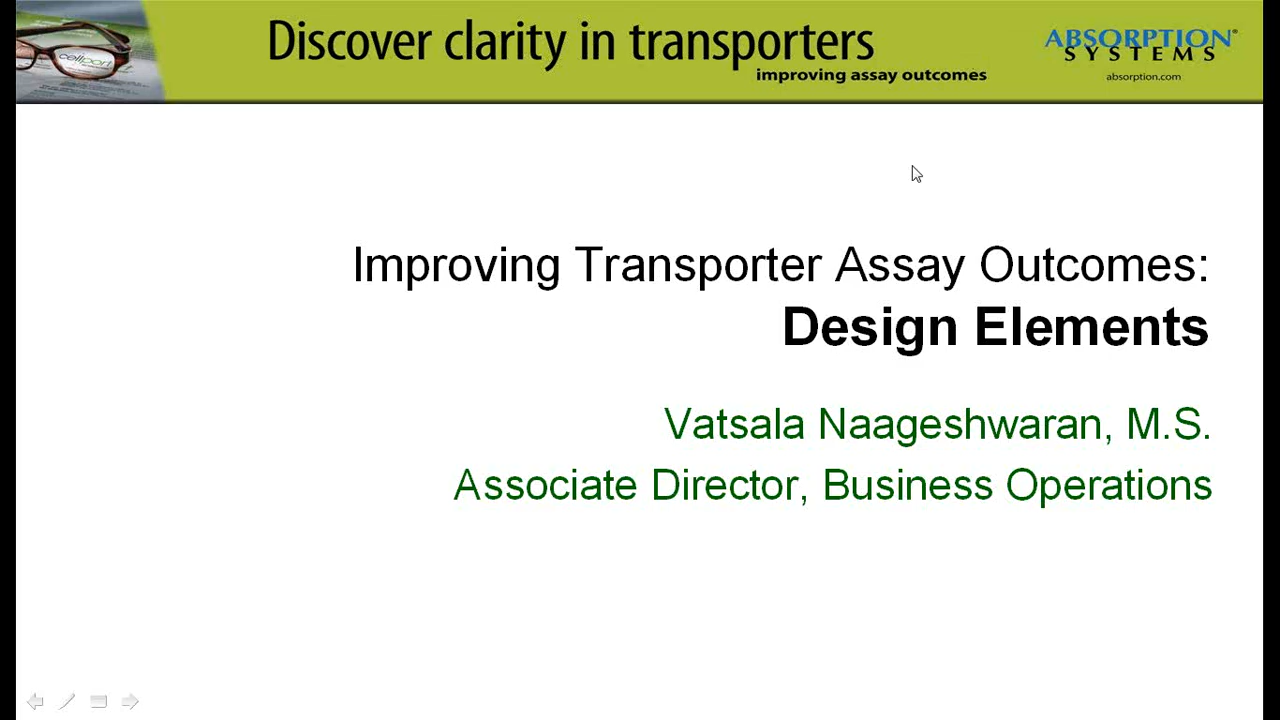 Discover clarity in transporters
improving assay outcomes
ABSORPTION®
SYSTEMS
absorption.com
cellport
Improving Transporter Assay Outcomes:
Design Elements
Vatsala Naageshwaran, M.S.
Associate Director, Business Operations